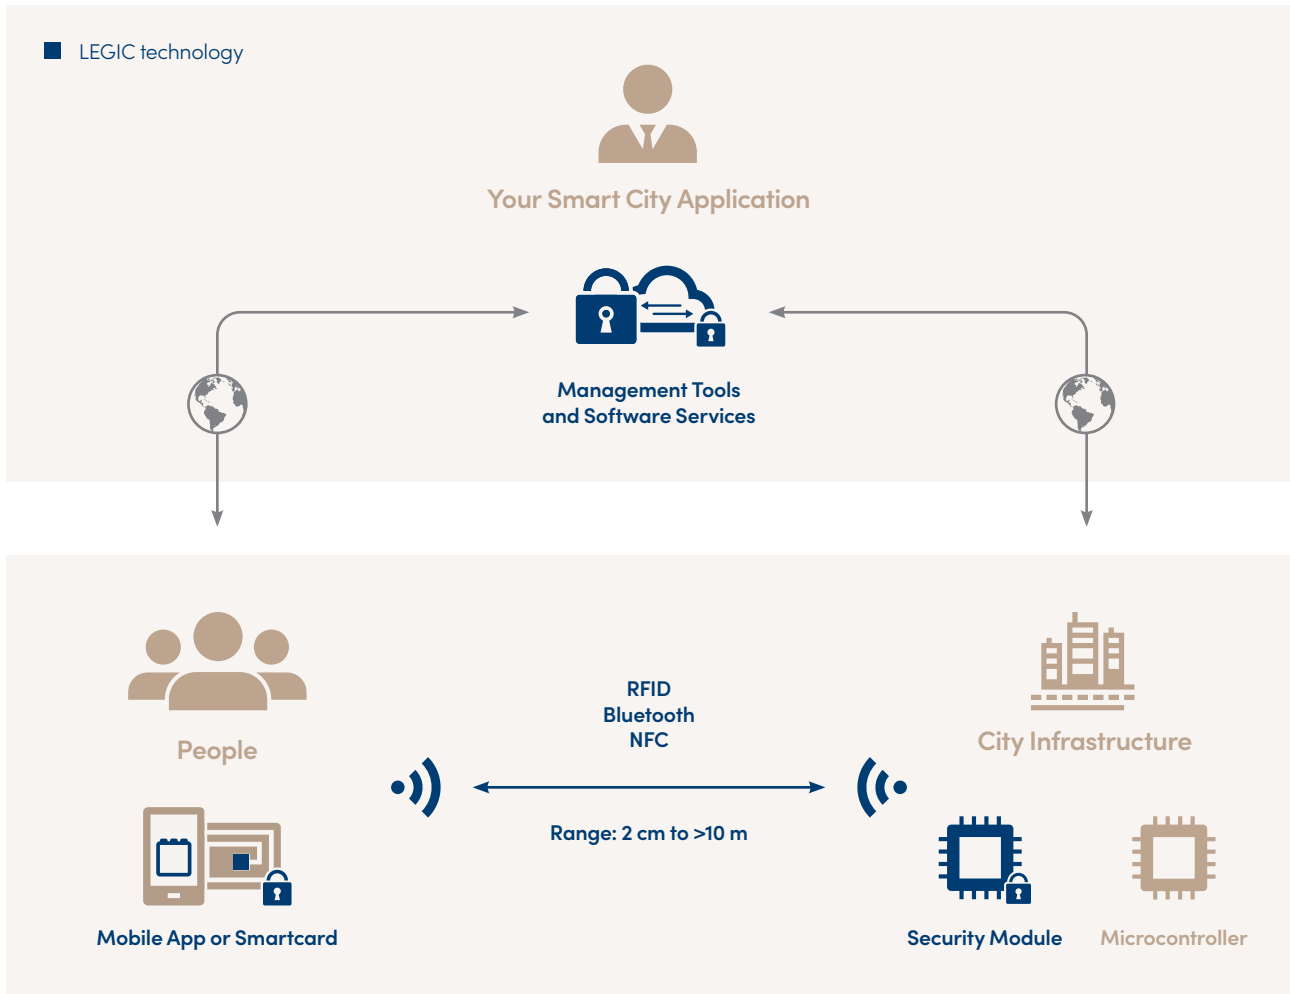 LEGIC technology
Your Smart City Application
Management Tools
and Software Services
People
RFID
Bluetooth
NFC
City Infrastructure
Range: 2 cm to >10 m
Mobile App or Smartcard
Security Module
Microcontroller